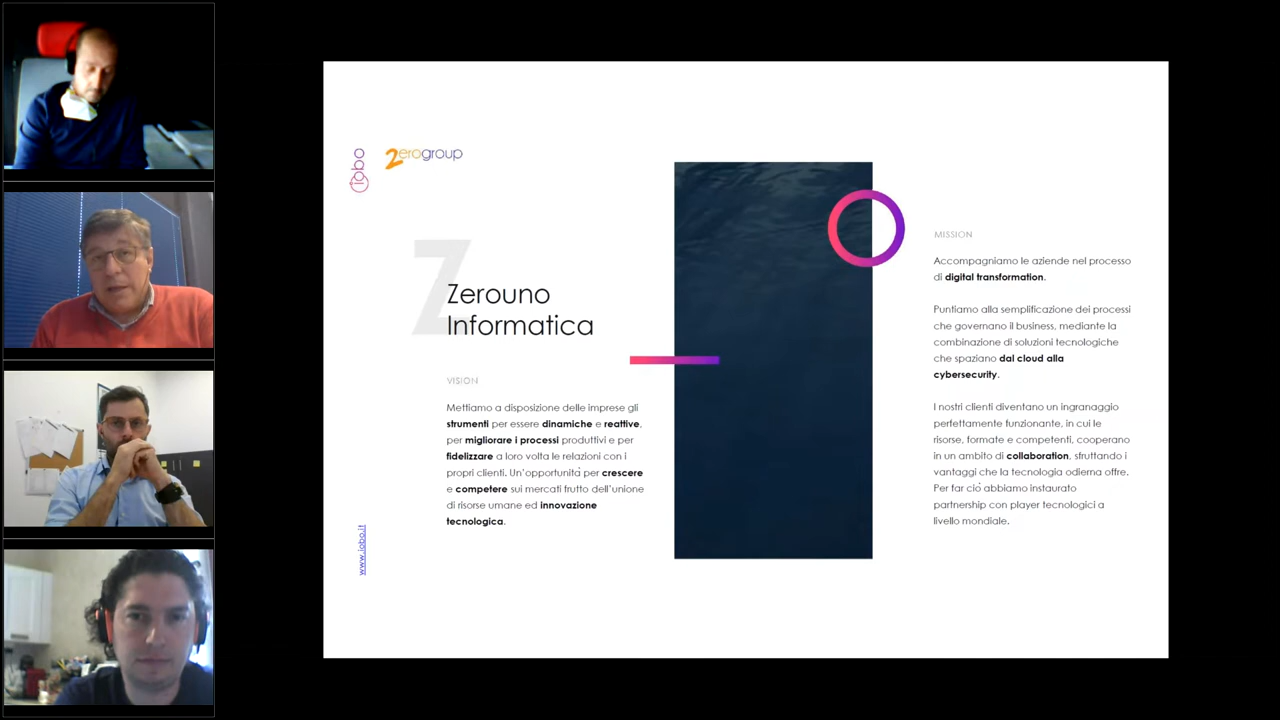 iobo
2erogroup
Z
Zerouno
Informatica
VISION
Mettiamo a disposizione delle imprese gli
strumenti per essere dinamiche e reattive,
per migliorare i processi produttivi e per
fidelizzare a loro volta le relazioni con i
propri clienti. Un'opportunità per crescere
e competere sui mercati frutto dell'unione
di risorse umane ed innovazione
tecnologica.
www.iobo.it
MISSION
Accompagniamo le aziende nel processo
di digital transformation.
Puntiamo alla semplificazione dei processi
che governano il business, mediante la
combinazione di soluzioni tecnologiche
che spaziano dal cloud alla
cybersecurity.
I nostri clienti diventano un ingranaggio
perfettamente funzionante, in cui le
risorse, formate e competenti, cooperano
in un ambito di collaboration, sfruttando i
vantaggi che la tecnologia odierna offre.
Per far ciò abbiamo instaurato
partnership con player tecnologici a
livello mondiale.